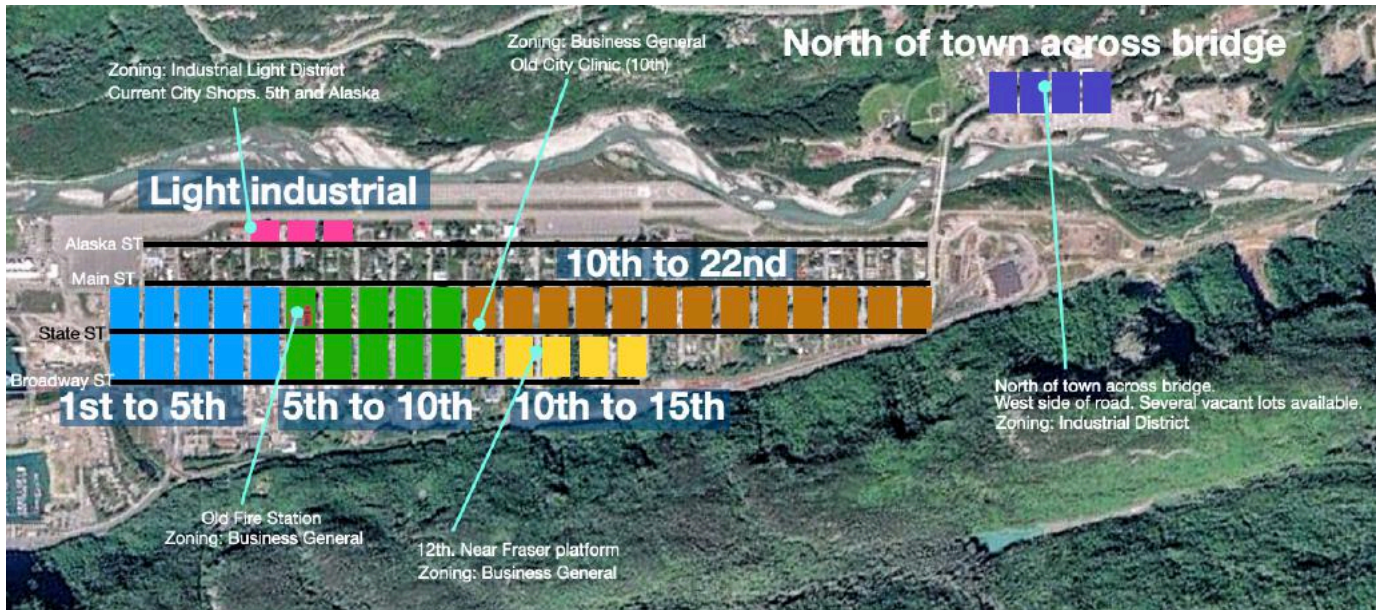 Zoning: Business General
Old City Clinic (10th)
North of town across bridge
Zoning: Industrial Light District
Current City Shops. 5th and Alaska
Light industrial
Alaska ST
10th to 22nd
Main ST
State ST
Broadway ST
1st to 5th
5th to 10th
10th to 15th
North of town across bridge.
West side of road. Several vacant lots available.
Zoning: Industrial District
Old Fire Station
Zoning: Business General
12th. Near Fraser platform
Zoning: Business General